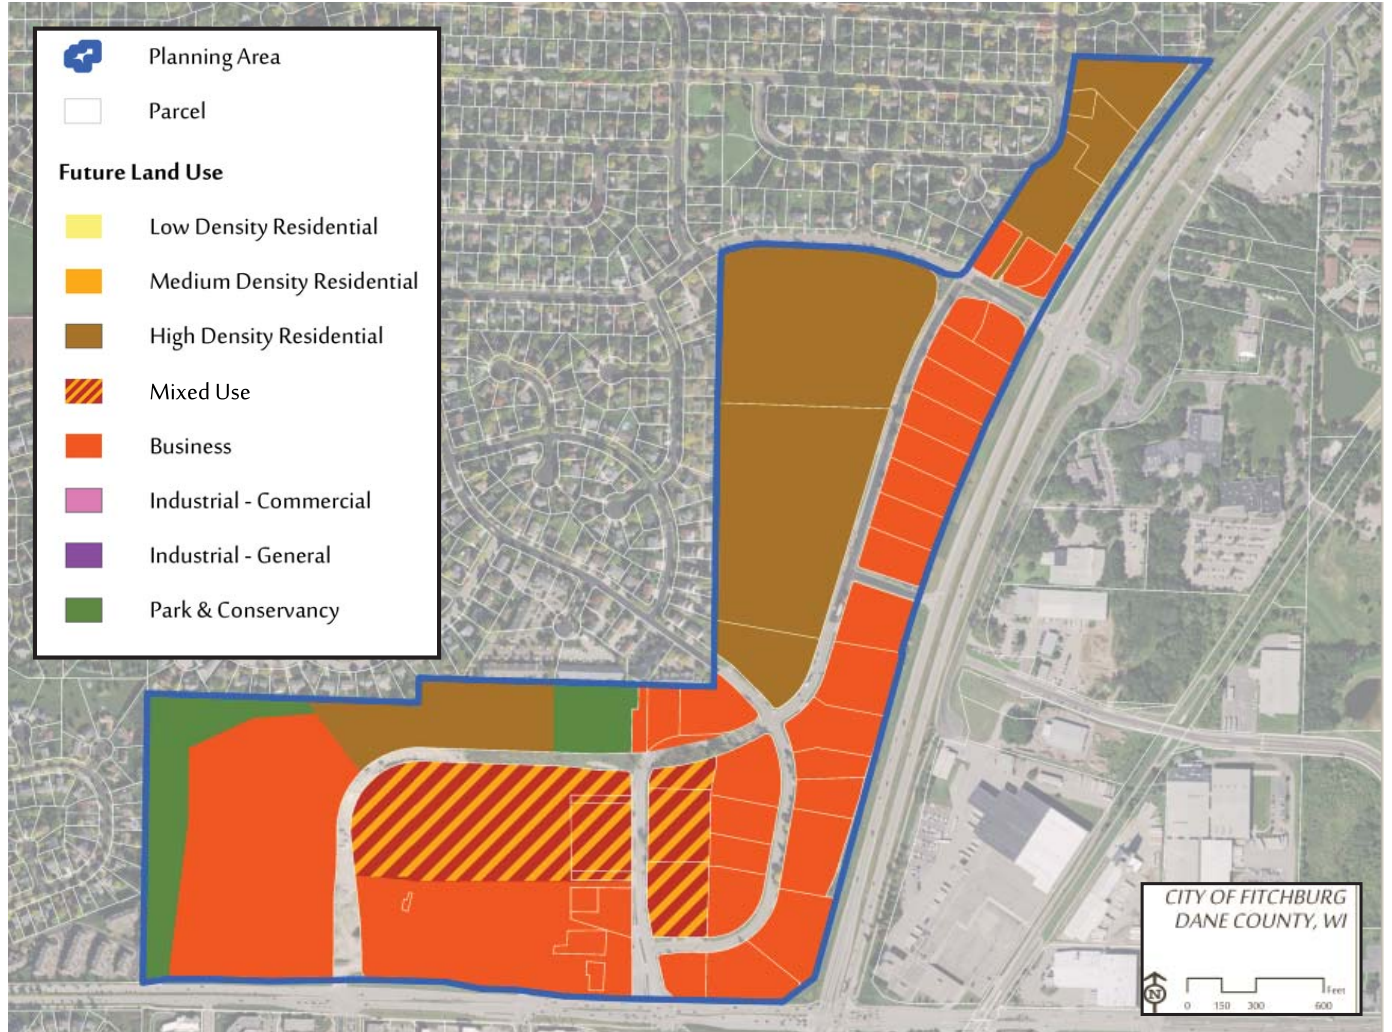 Planning Area
Parcel
Future Land Use
Low Density Residential
Medium Density Residential
High Density Residential
Mixed Use
Business
Industrial - Commercial
Industrial - General
Park & Conservancy
CITY OF FITCHBURG
DANE COUNTY, WI
N
Feet
0 150 300 600